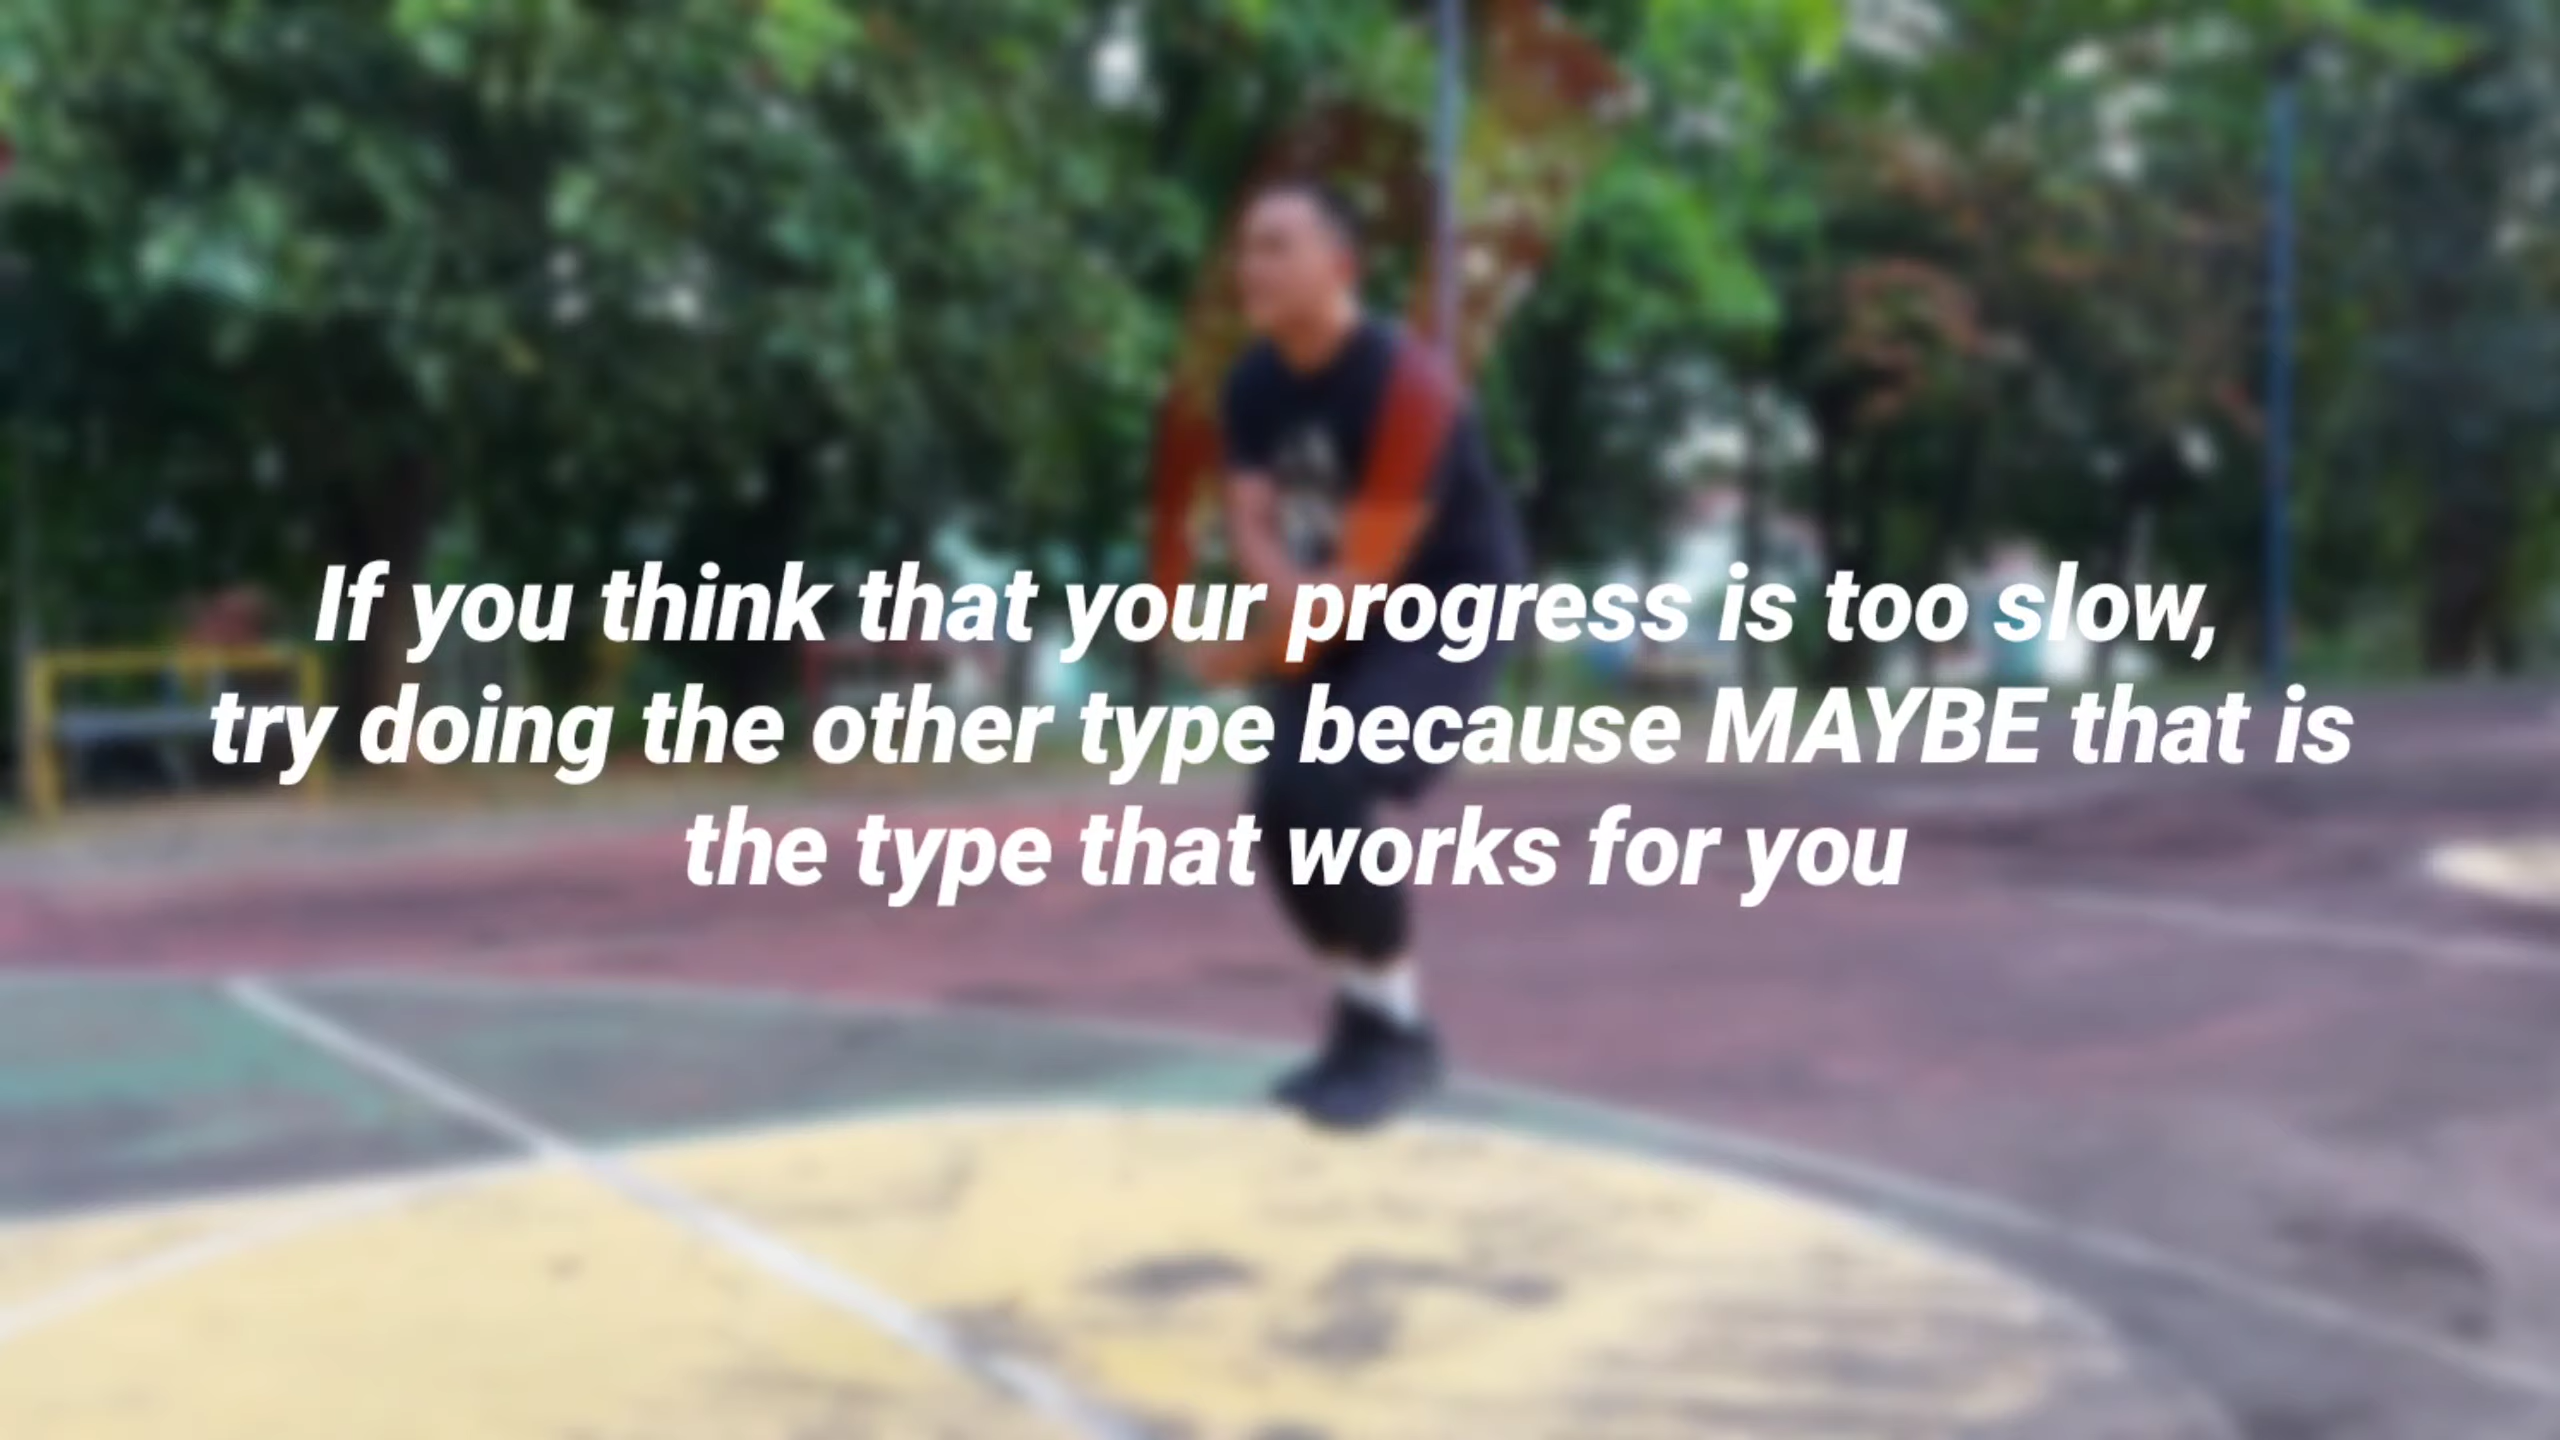 If you think that your progress is too slow,
try doing the other type because MAYBE that is
the type that works for you